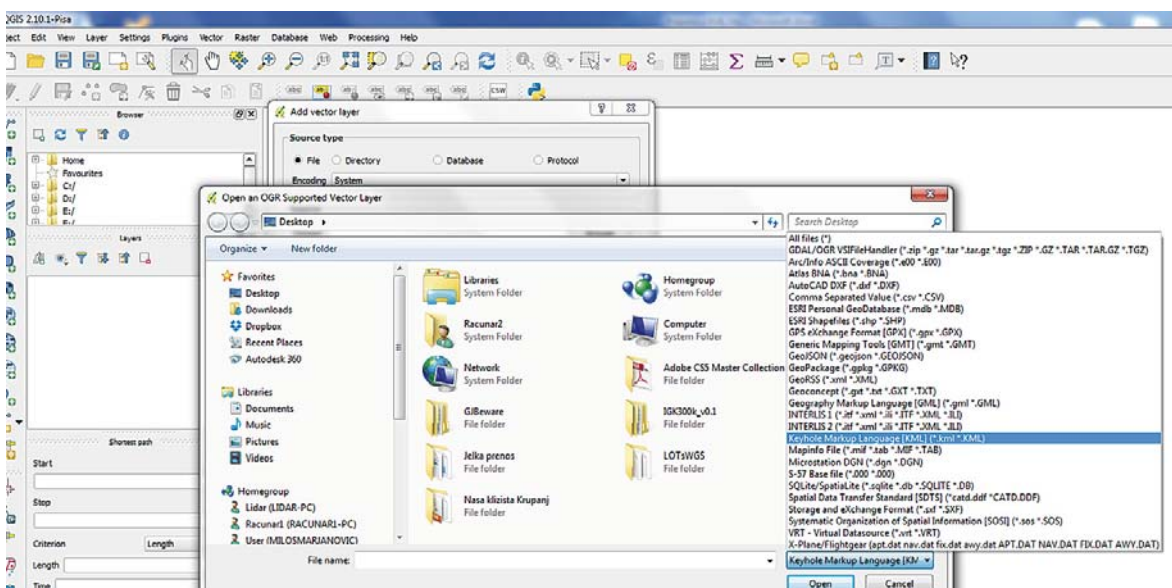 QGIS 2.10.1-Pisa
ject Edit View Layer Settings Plugins Vector Raster Database Web Processing Help
CSW
Browser
Add vector layer
Source type
File Directory Database Protocol
Encoding System
Home
Favourites
C:/
D:/
E:/
F:/
Layers
Open an OGR Supported Vector Layer
Desktop
Search Desktop
Organize New folder
Favorites
Desktop
Downloads
Dropbox
Recent Places
Autodesk 360
Libraries
Documents
Music
Pictures
Videos
Homegroup
Lidar (LIDAR-PC)
Racunar1 (RACUNAR1-PC)
User (MILOSMARJANOVIC)
Libraries
System Folder
Homegroup
System Folder
Racunar2
System Folder
Computer
System Folder
Network
System Folder
Adobe CS5 Master Collection
File folder
GJBeware
File folder
IGK300k_v0.1
File folder
Jelka prenos
File folder
LOTsWGS
File folder
Nasa klizista Krupanj
File folder
All files (*)
GDAL/OGR VSIFileHandler (*.zip *.gz *.tar *.tar.gz *.tgz *.ZIP *.GZ *.TAR *.TAR.GZ *.TGZ)
Arc/Info ASCII Coverage (*.e00 *.E00)
Atlas BNA (*.bna *.BNA)
AutoCAD DXF (*.dxf *.DXF)
Comma Separated Value (*.csv *.CSV)
ESRI Personal GeoDatabase (*.mdb *.MDB)
ESRI Shapefiles (*.shp *.SHP)
GPS eXchange Format [GPX] (*.gpx *.GPX)
Generic Mapping Tools [GMT] (*.gmt *.GMT)
GeoJSON (*.geojson *.GEOJSON)
GeoPackage (*.gpkg *.GPKG)
GeoRSS (*.xml *.XML)
Geoconcept (*.gxt *.txt *.GXT *.TXT)
Geography Markup Language [GML] (*.gml *.GML)
INTERLIS 1 (*.itf *.xml *.ili *.ITF *.XML *.ILI)
INTERLIS 2 (*.itf *.xml *.ili *.ITF *.XML *.ILI)
Keyhole Markup Language [KML] (*.kml *.KML)
Mapinfo File (*.mif *.tab *.MIF *.TAB)
Microstation DGN (*.dgn *.DGN)
S-57 Base file (*.000 *.000)
SQLite/SpatiaLite (*.sqlite *.db *.SQLITE *.DB)
Spatial Data Transfer Standard [SDTS] (*catd.ddf *CATD.DDF)
Storage and eXchange Format (*.sxf *.SXF)
Systematic Organization of Spatial Information [SOSI] (*.sos *.SOS)
VRT - Virtual Datasource (*.vrt *.VRT)
X-Plane/Flightgear (apt.dat nav.dat fix.dat awy.dat APT.DAT NAV.DAT FIX.DAT AWY.DAT)
Shortest path
Start
Stop
Criterion Length
Length
Time
File name:
Keyhole Markup Language [KM
Open Cancel